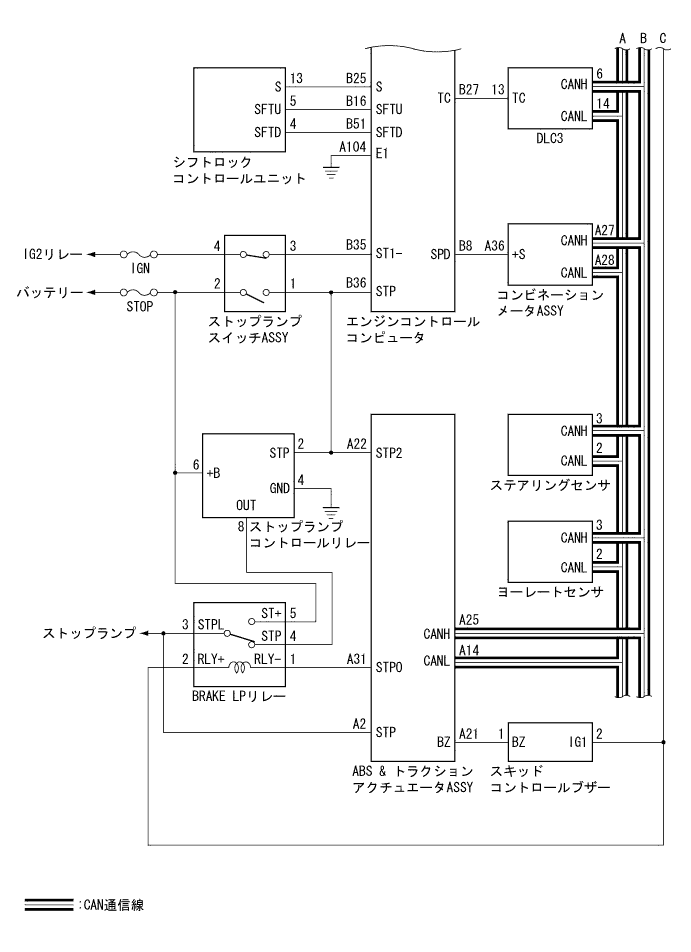 A B C
S 13 B25 S
SFTU 5 B16 SFTU
SFTD 4 B51 SFTD
A104 E1
シフトロック
コントロールユニット
TC B27 13 TC
CANH 6
CANL 14
DLC3
IG2リレー IGN 4 3 B35 ST1-
バッテリー STOP 2 1 B36 STP
ストップランプ
スイッチASSY
エンジンコントロール
コンピュータ
SPD B8 A36 +S
CANH A27
CANL A28
コンビネーション
メータASSY
STP 2 A22 STP2
6 +B
GND 4
OUT
8 ストップランプ
コントロールリレー
CANH 3
CANL 2
ステアリングセンサ
CANH 3
CANL 2
ヨーレートセンサ
ストップランプ 3 STPL
ST+ 5
STP 4
2 RLY+ RLY- 1 A31 STPO
BRAKE LPリレー
CANH A25
CANL A14
A2 STP
BZ A21 1 BZ IG1 2
ABS & トラクション
アクチュエータASSY
スキッド
コントロールブザー
:CAN通信線